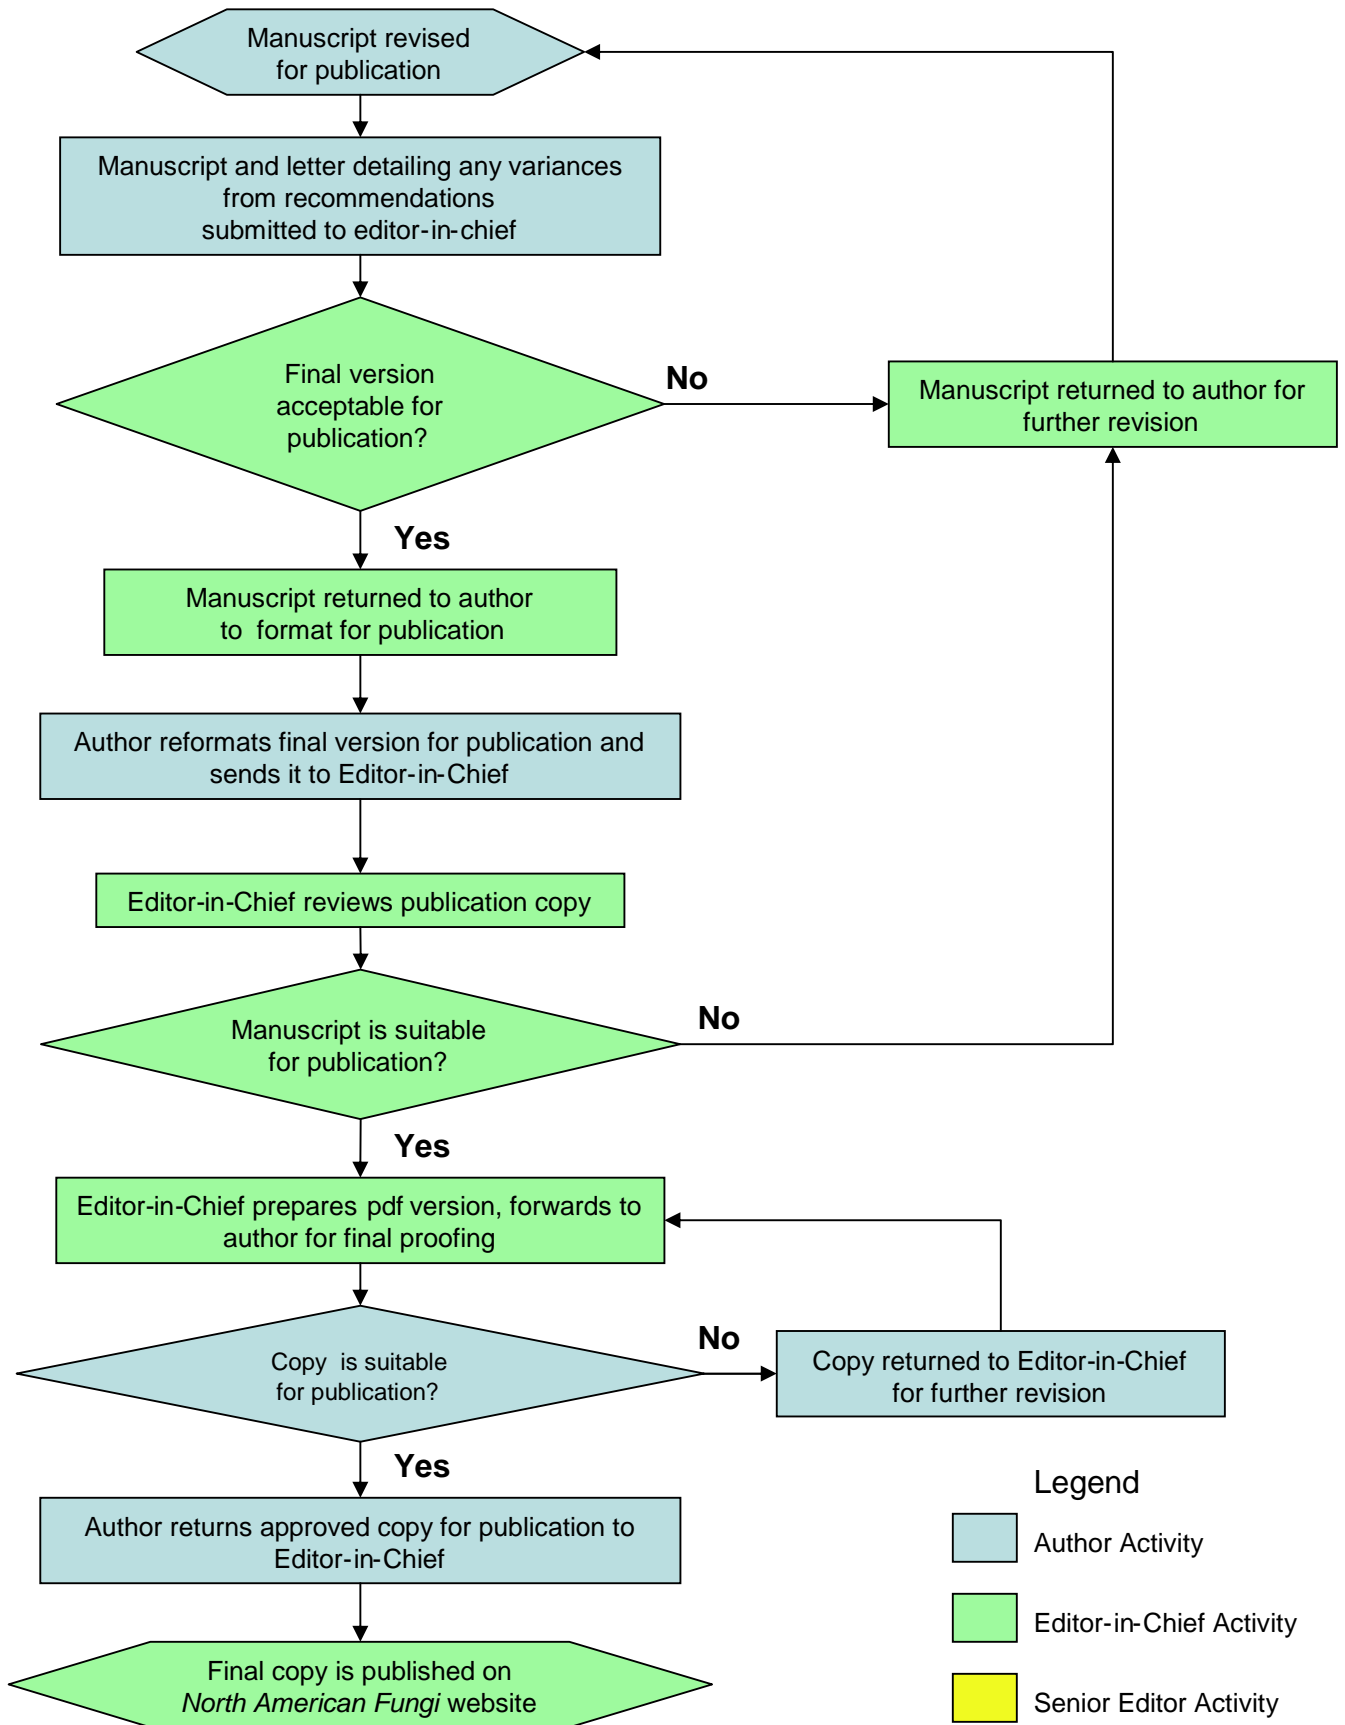 Manuscript revised
for publication
Manuscript and letter detailing any variances
from recommendations
submitted to editor-in-chief
Final version
acceptable for
publication?
No
Manuscript returned to author for
further revision
Yes
Manuscript returned to author
to format for publication
Author reformats final version for publication and
sends it to Editor-in-Chief
Editor-in-Chief reviews publication copy
Manuscript is suitable
for publication?
No
Yes
Editor-in-Chief prepares pdf version, forwards to
author for final proofing
Copy is suitable
for publication?
No
Copy returned to Editor-in-Chief
for further revision
Yes
Author returns approved copy for publication to
Editor-in-Chief
Final copy is published on
North American Fungi website
Legend
Author Activity
Editor-in-Chief Activity
Senior Editor Activity